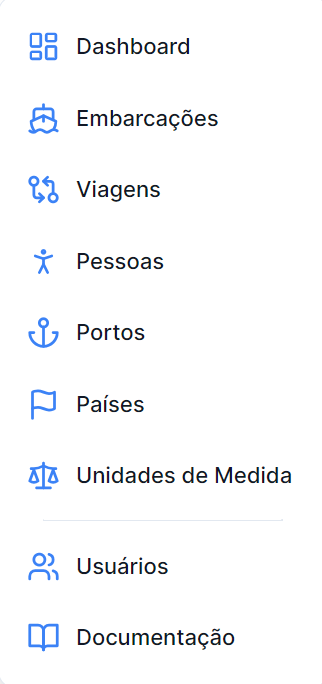 Dashboard
Embarcações
Viagens
Pessoas
Portos
Países
Unidades de Medida
Usuários
Documentação